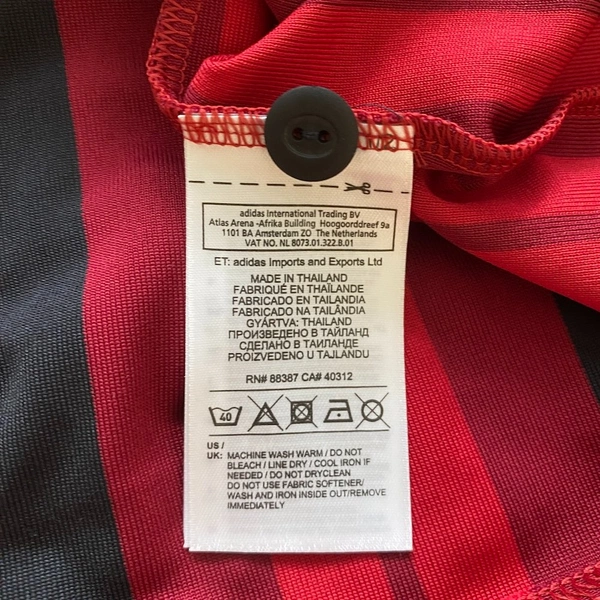 adidas International Trading BV
Atlas Arena -Afrika Building Hoogoorddreef 9a
1101 BA Amsterdam ZO The Netherlands
VAT NO. NL 8073.01.322.B.01
ET: adidas Imports and Exports Ltd
MADE IN THAILAND
FABRIQUÉ EN THAÏLANDE
FABRICADO EN TAILANDIA
FABRICADO NA TAILÂNDIA
GYÁRTVA: THAILAND
ПРОИЗВЕДЕНО В ТАЙЛАНД
СДЕЛАНО В ТАИЛАНДЕ
PROIZVEDENO U TAJLANDU
RN# 88387 CA# 40312
40
US /
UK: MACHINE WASH WARM / DO NOT
BLEACH / LINE DRY / COOL IRON IF
NEEDED / DO NOT DRYCLEAN
DO NOT USE FABRIC SOFTENER/
WASH AND IRON INSIDE OUT/REMOVE
IMMEDIATELY